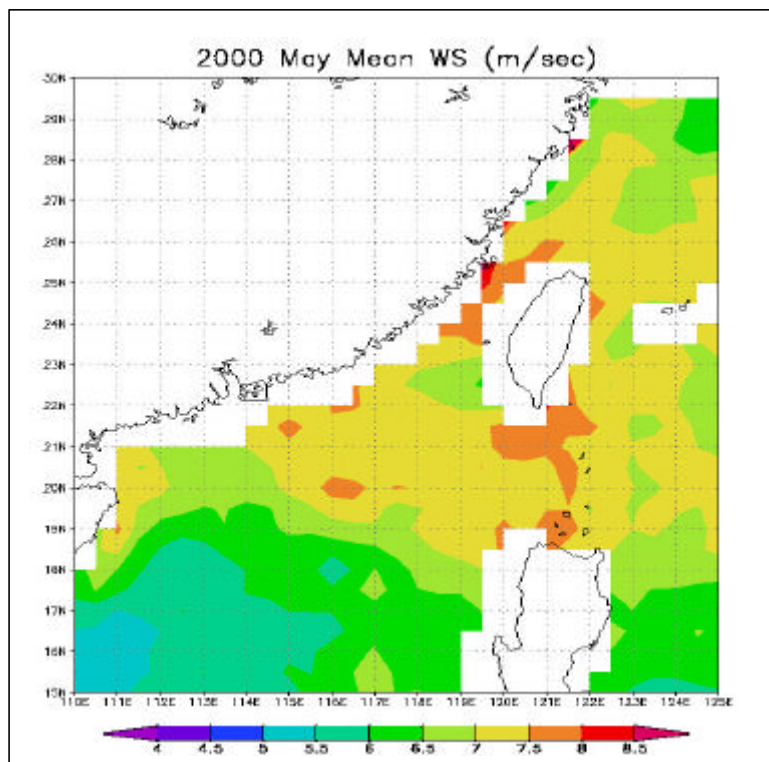 2000 May Mean WS (m/sec)
30N
29N
28N
27N
26N
25N
24N
23N
22N
21N
20N
19N
18N
17N
16N
15N
110E 111E 112E 113E 114E 115E 116E 117E 118E 119E 120E 121E 122E 123E 124E 125E
4 4.5 5 5.5 6 6.5 7 7.5 8 8.5